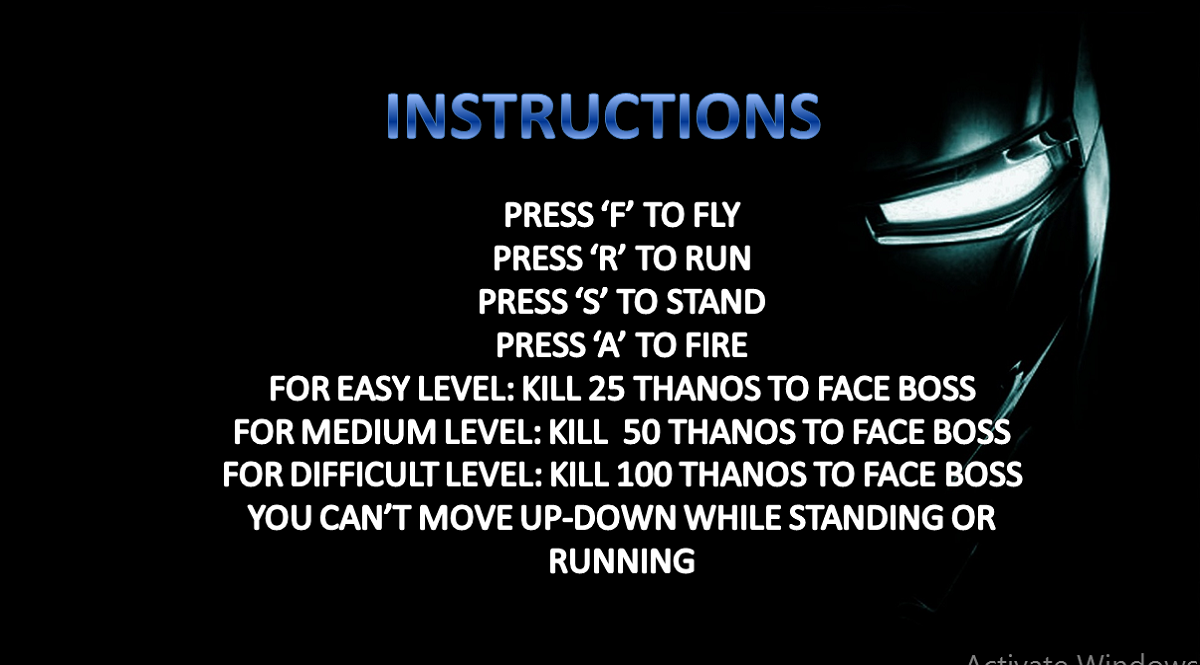 INSTRUCTIONS
PRESS ‘F’ TO FLY
PRESS ‘R’ TO RUN
PRESS ‘S’ TO STAND
PRESS ‘A’ TO FIRE
FOR EASY LEVEL: KILL 25 THANOS TO FACE BOSS
FOR MEDIUM LEVEL: KILL  50 THANOS TO FACE BOSS
FOR DIFFICULT LEVEL: KILL 100 THANOS TO FACE BOSS
YOU CAN’T MOVE UP-DOWN WHILE STANDING OR
RUNNING
Activate Windows